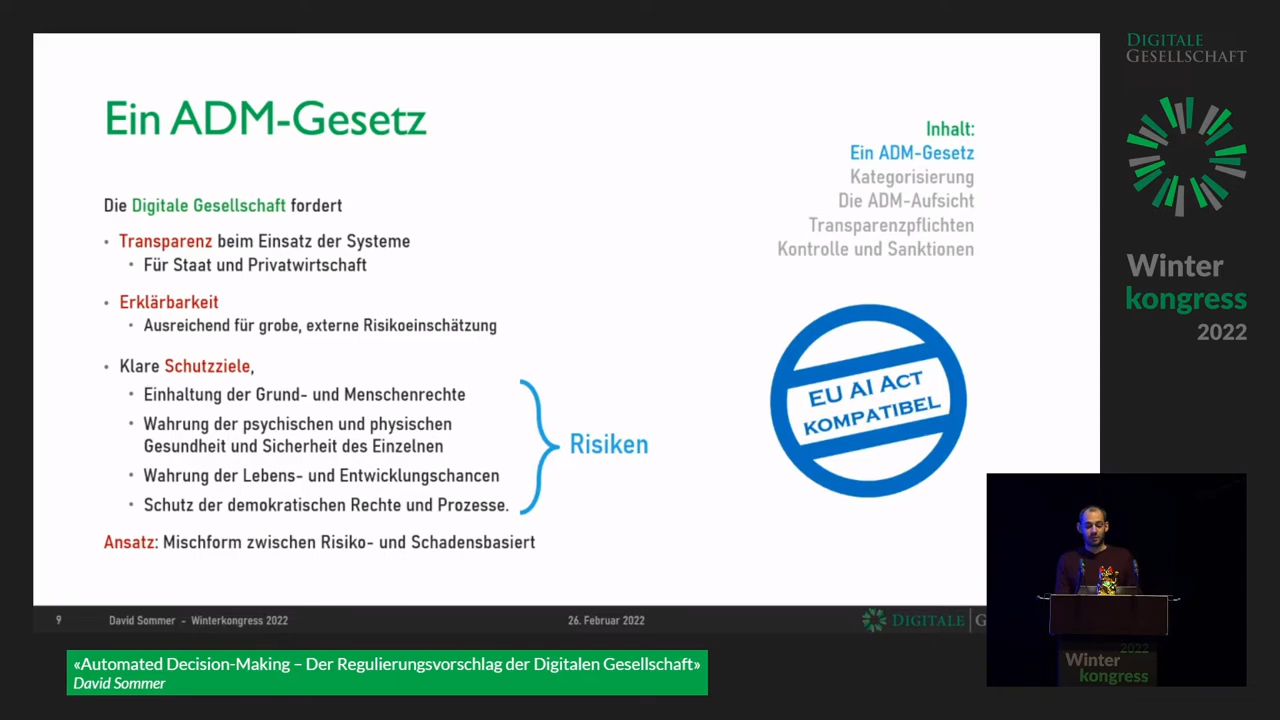 Ein ADM-Gesetz
Die Digitale Gesellschaft fordert
• Transparenz beim Einsatz der Systeme
• Für Staat und Privatwirtschaft
• Erklärbarkeit
• Ausreichend für grobe, externe Risikoeinschätzung
• Klare Schutzziele,
• Einhaltung der Grund- und Menschenrechte
• Wahrung der psychischen und physischen
Gesundheit und Sicherheit des Einzelnen
• Wahrung der Lebens- und Entwicklungschancen
• Schutz der demokratischen Rechte und Prozesse.
Risiken
Ansatz: Mischform zwischen Risiko- und Schadensbasiert
Inhalt:
Ein ADM-Gesetz
Kategorisierung
Die ADM-Aufsicht
Transparenzpflichten
Kontrolle und Sanktionen
EU AI Act
kompatibel
9
David Sommer - Winterkongress 2022
26. Februar 2022
Digitale | G
Digitale
Gesellschaft
Winter
kongress
2022
2022
Winter
kongress
«Automated Decision-Making – Der Regulierungsvorschlag der Digitalen Gesellschaft»
David Sommer